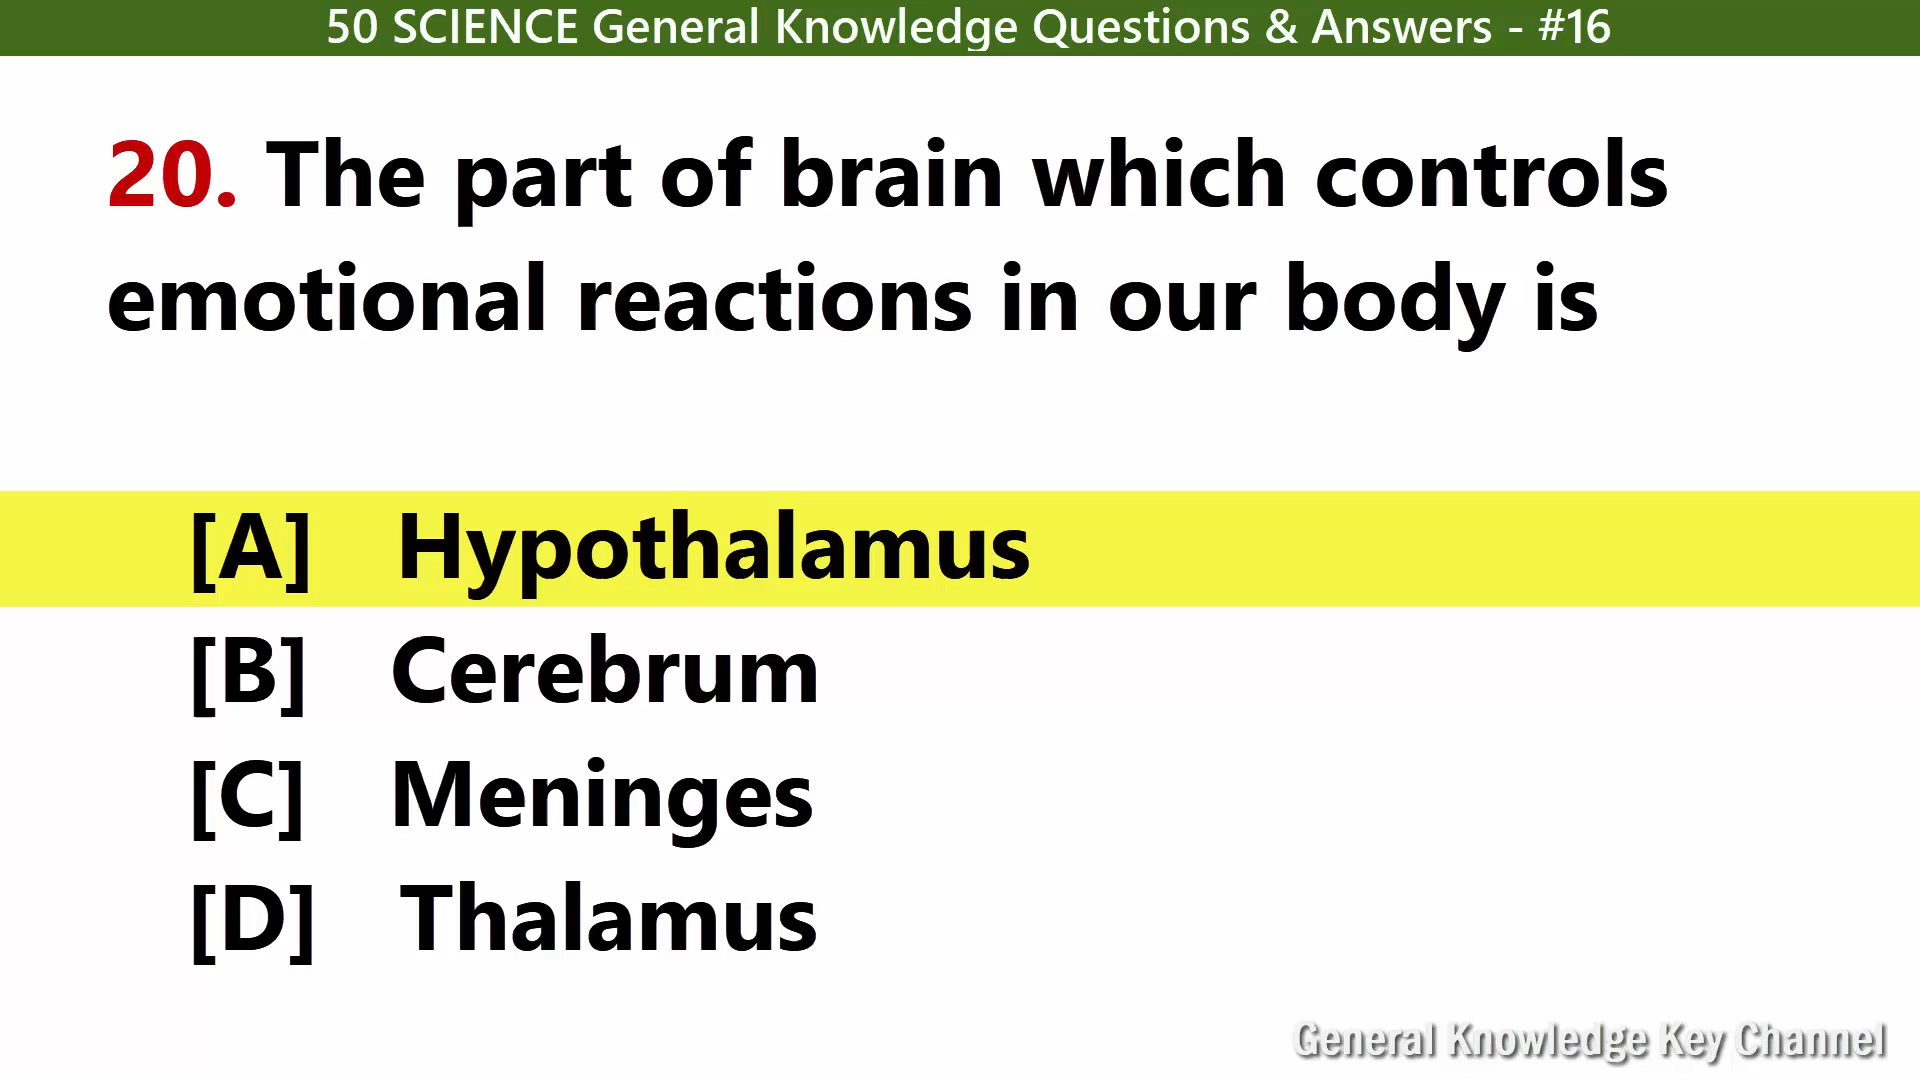 50 SCIENCE General Knowledge Questions & Answers - #16
20. The part of brain which controls
emotional reactions in our body is
[A] Hypothalamus
[B] Cerebrum
[C] Meninges
[D] Thalamus
General Knowledge Key Channel